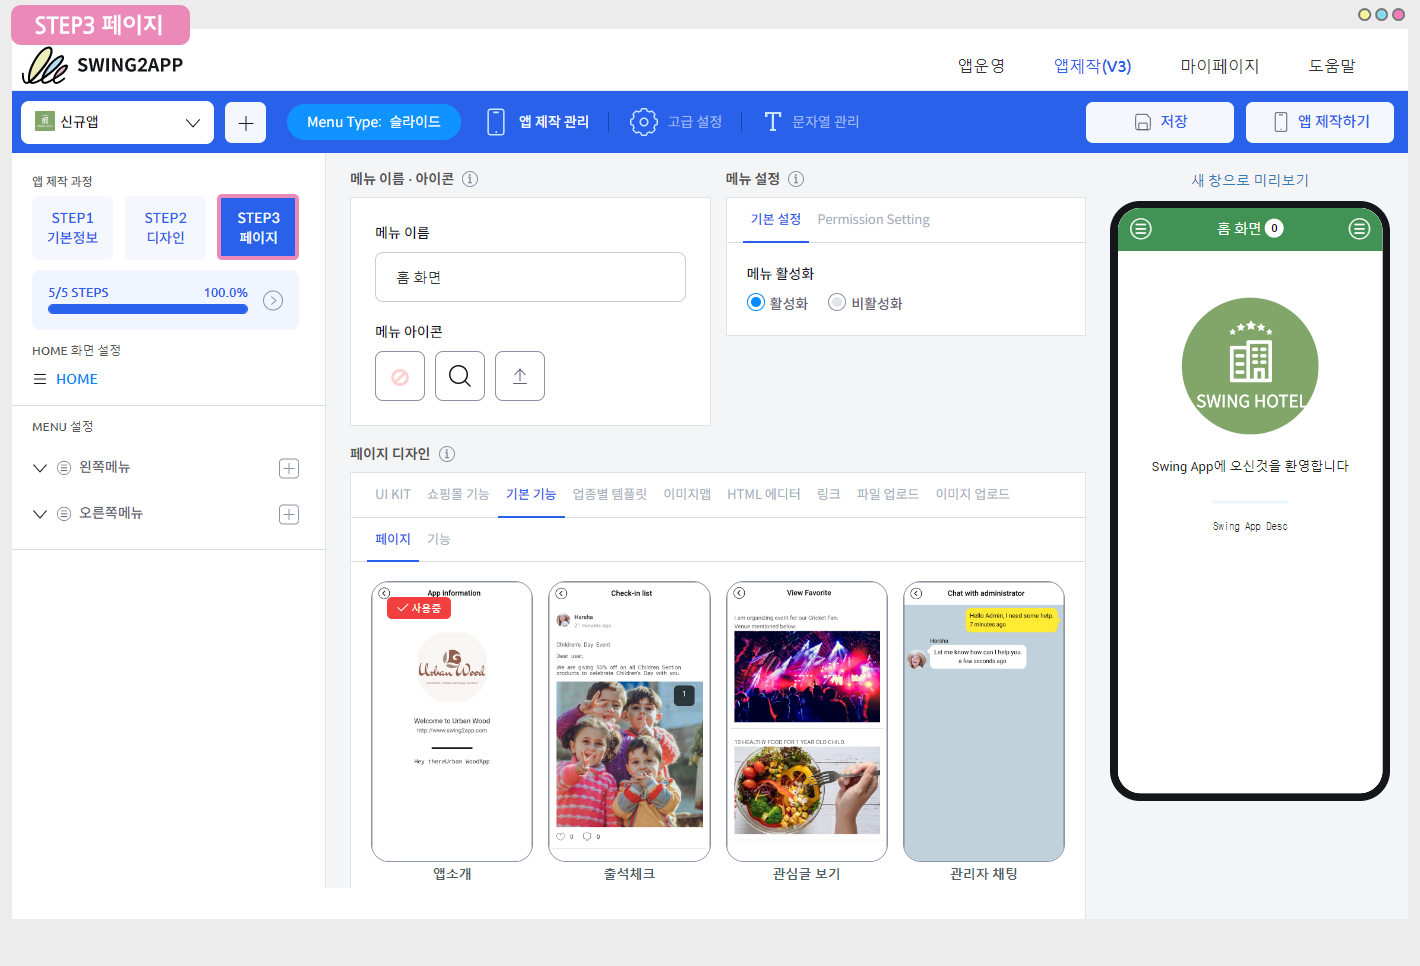 STEP3 페이지
SWING2APP
앱운영
앱제작(V3)
마이페이지
도움말
신규앱
Menu Type: 슬라이드
앱 제작 관리
고급 설정
문자열 관리
저장
앱 제작하기
앱 제작 과정
STEP1
기본정보
STEP2
디자인
STEP3
페이지
5/5 STEPS
100.0%
HOME 화면 설정
HOME
MENU 설정
왼쪽메뉴
오른쪽메뉴
메뉴 이름 · 아이콘
메뉴 이름
홈 화면
메뉴 아이콘
메뉴 설정
기본 설정
Permission Setting
메뉴 활성화
활성화
비활성화
페이지 디자인
UI KIT
쇼핑몰 기능
기본 기능
업종별 템플릿
이미지맵
HTML 에디터
링크
파일 업로드
이미지 업로드
페이지
기능
App information
사용중
Urban Wood
Welcome to Urban Wood
http://www.swing2app.com
Hey thereUrban WoodApp
앱소개
Check-in list
Harsha
21 minutes ago
Children's Day Event
Dear user,
We are giving 50% off on all Children Section
products to celebrate Children's Day with you.
1
0
0
출석체크
View Favorite
I am organizing event for our Cricket Fan.
Venue mentioned below:
10 HEALTHY FOOD FOR 1 YEAR OLD CHILD.
관심글 보기
Chat with administrator
Hello Admin, I need some help.
7 minutes ago
Harsha
Let me know how can I help you.
a few seconds ago
관리자 채팅
새 창으로 미리보기
홈 화면 0
SWING HOTEL
Swing App에 오신것을 환영합니다
Swing App Desc